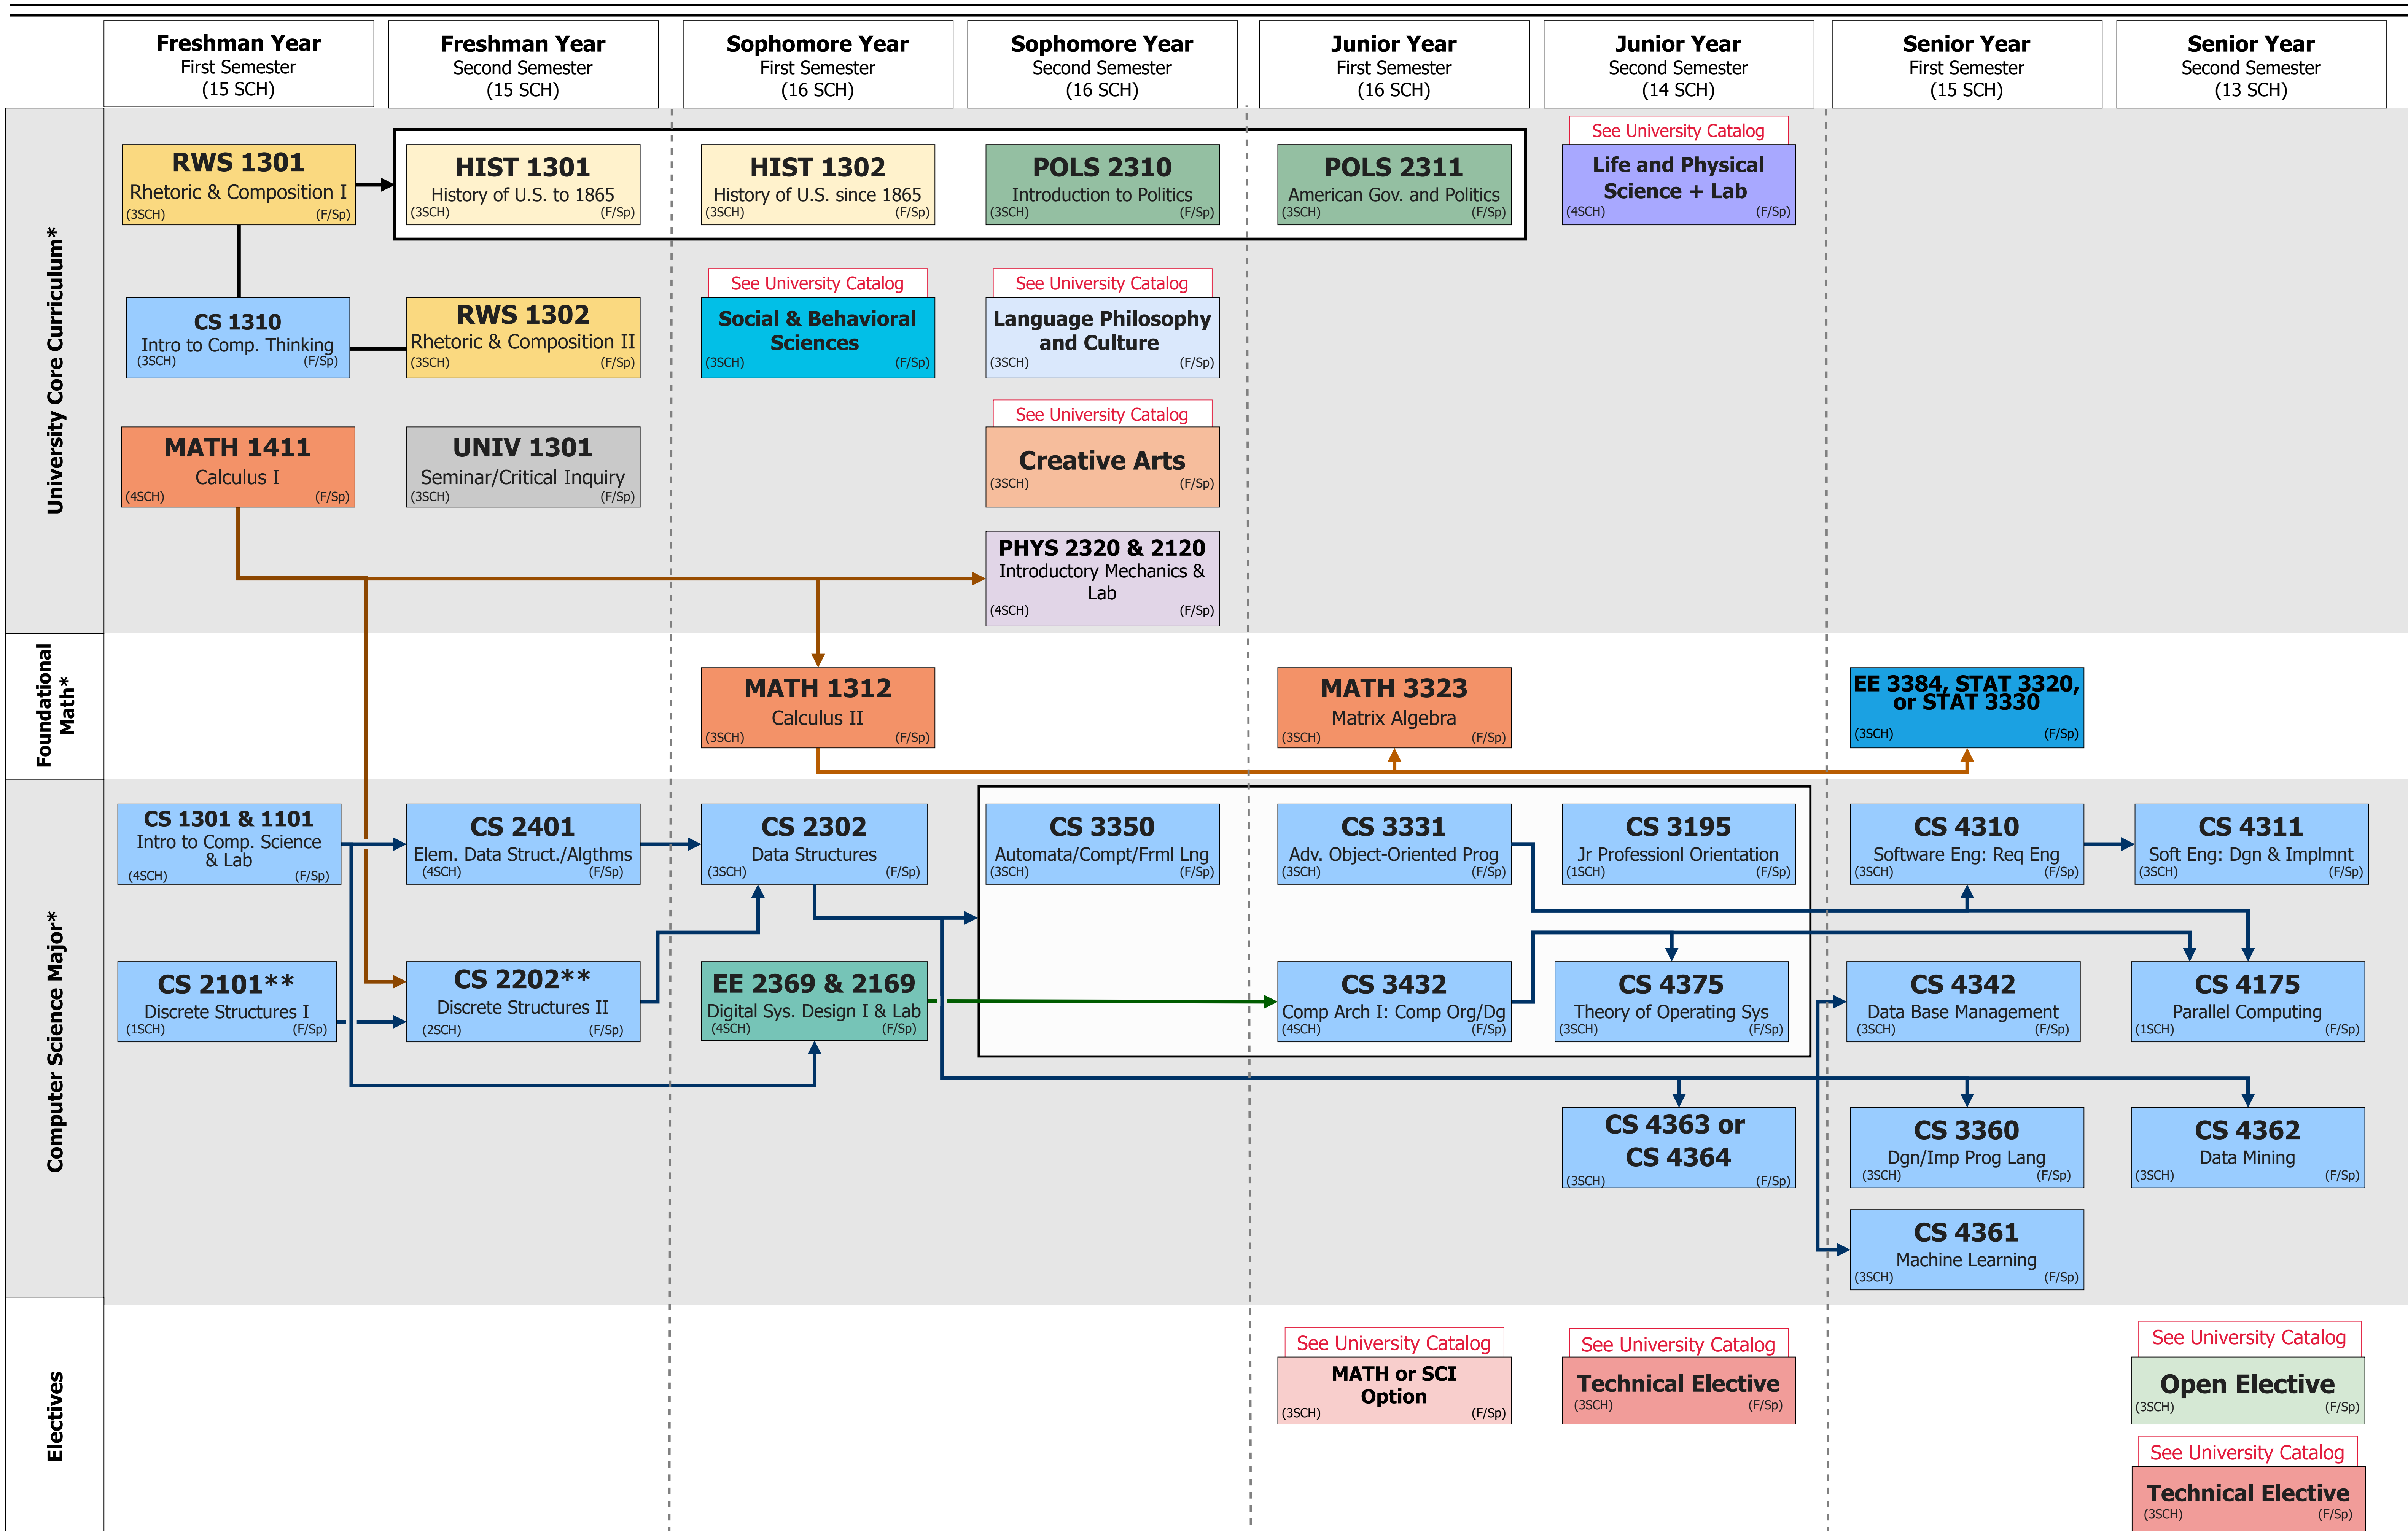 Freshman Year
First Semester
(15 SCH)
Freshman Year
Second Semester
(15 SCH)
Sophomore Year
First Semester
(16 SCH)
Sophomore Year
Second Semester
(16 SCH)
Junior Year
First Semester
(16 SCH)
Junior Year
Second Semester
(14 SCH)
Senior Year
First Semester
(15 SCH)
Senior Year
Second Semester
(13 SCH)
University Core Curriculum*
RWS 1301
Rhetoric & Composition I
(3SCH) (F/Sp)
HIST 1301
History of U.S. to 1865
(3SCH) (F/Sp)
HIST 1302
History of U.S. since 1865
(3SCH) (F/Sp)
POLS 2310
Introduction to Politics
(3SCH) (F/Sp)
POLS 2311
American Gov. and Politics
(3SCH) (F/Sp)
See University Catalog
Life and Physical
Science + Lab
(4SCH) (F/Sp)
CS 1310
Intro to Comp. Thinking
(3SCH) (F/Sp)
RWS 1302
Rhetoric & Composition II
(3SCH) (F/Sp)
See University Catalog
Social & Behavioral
Sciences
(3SCH) (F/Sp)
See University Catalog
Language Philosophy
and Culture
(3SCH) (F/Sp)
MATH 1411
Calculus I
(4SCH) (F/Sp)
UNIV 1301
Seminar/Critical Inquiry
(3SCH) (F/Sp)
See University Catalog
Creative Arts
(3SCH) (F/Sp)
PHYS 2320 & 2120
Introductory Mechanics &
Lab
(4SCH) (F/Sp)
Foundational
Math*
MATH 1312
Calculus II
(3SCH) (F/Sp)
MATH 3323
Matrix Algebra
(3SCH) (F/Sp)
EE 3384, STAT 3320,
or STAT 3330
(3SCH) (F/Sp)
Computer Science Major*
CS 1301 & 1101
Intro to Comp. Science
& Lab
(4SCH) (F/Sp)
CS 2401
Elem. Data Struct./Algthms
(4SCH) (F/Sp)
CS 2302
Data Structures
(3SCH) (F/Sp)
CS 3350
Automata/Compt/Frml Lng
(3SCH) (F/Sp)
CS 3331
Adv. Object-Oriented Prog
(3SCH) (F/Sp)
CS 3195
Jr Professionl Orientation
(1SCH) (F/Sp)
CS 4310
Software Eng: Req Eng
(3SCH) (F/Sp)
CS 4311
Soft Eng: Dgn & Implmnt
(3SCH) (F/Sp)
CS 2101**
Discrete Structures I
(1SCH) (F/Sp)
CS 2202**
Discrete Structures II
(2SCH) (F/Sp)
EE 2369 & 2169
Digital Sys. Design I & Lab
(4SCH) (F/Sp)
CS 3432
Comp Arch I: Comp Org/Dg
(4SCH) (F/Sp)
CS 4375
Theory of Operating Sys
(3SCH) (F/Sp)
CS 4342
Data Base Management
(3SCH) (F/Sp)
CS 4175
Parallel Computing
(1SCH) (F/Sp)
CS 4363 or
CS 4364
(3SCH) (F/Sp)
CS 3360
Dgn/Imp Prog Lang
(3SCH) (F/Sp)
CS 4362
Data Mining
(3SCH) (F/Sp)
CS 4361
Machine Learning
(3SCH) (F/Sp)
Electives
See University Catalog
MATH or SCI
Option
(3SCH) (F/Sp)
See University Catalog
Technical Elective
(3SCH) (F/Sp)
See University Catalog
Open Elective
(3SCH) (F/Sp)
See University Catalog
Technical Elective
(3SCH) (F/Sp)